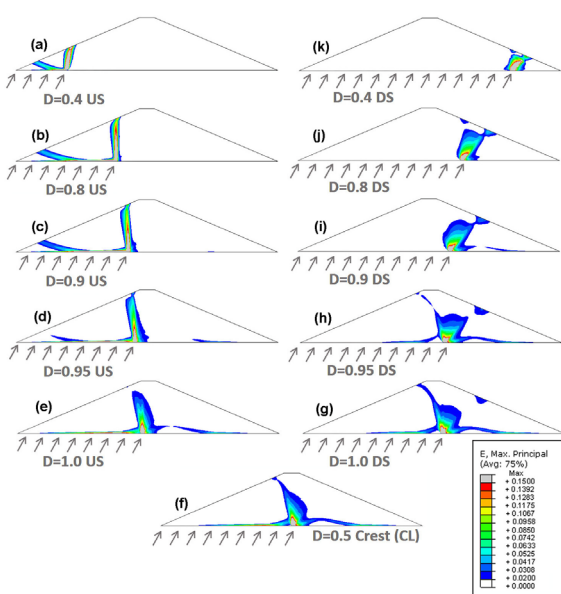 (a)
D=0.4 US
(k)
D=0.4 DS
(b)
D=0.8 US
(j)
D=0.8 DS
(c)
D=0.9 US
(i)
D=0.9 DS
(d)
D=0.95 US
(h)
D=0.95 DS
(e)
D=1.0 US
(g)
D=1.0 DS
(f)
D=0.5 Crest (CL)
E, Max. Principal
(Avg: 75%)
Max
+ 0.1500
+ 0.1392
+ 0.1283
+ 0.1175
+ 0.1067
+ 0.0958
+ 0.0850
+ 0.0742
+ 0.0633
+ 0.0525
+ 0.0417
+ 0.0308
+ 0.0200
+ 0.0000